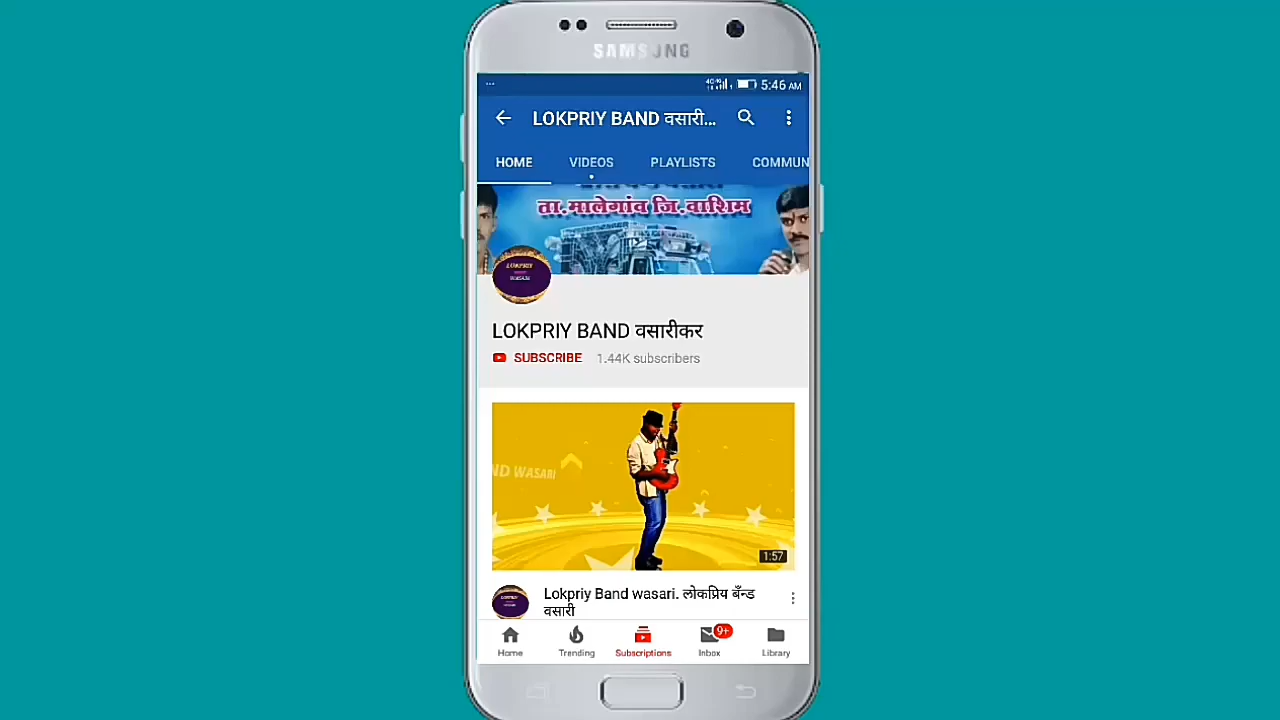 SAMSUNG
5:46 AM
LOKPRIY BAND वसारी...
HOME VIDEOS PLAYLISTS COMMUN
ता.मालेगांव जि.वाशिम
LOKPRIY
LOKPRIY BAND वसारीकर
SUBSCRIBE 1.44K subscribers
ND WASARI
1:57
Lokpriy Band wasari. लोकप्रिय बँन्ड
वसारी
Home Trending Subscriptions 9+ Inbox Library